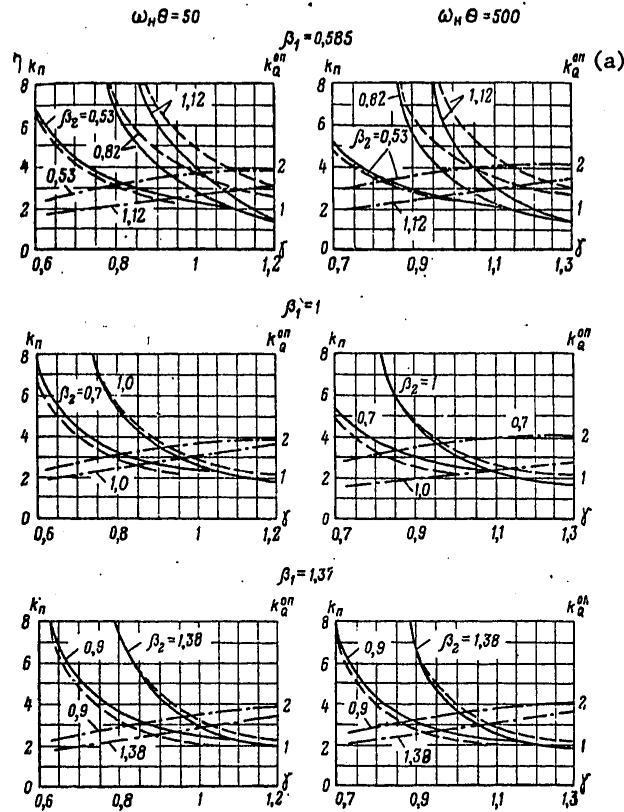 ω_н θ = 50    ω_н θ = 500
β₁ = 0,585
η k_п    k_Q^оп    k_п    k_Q^оп (а)
8    8
1,12    0,82    1,12
6    β₂=0,53    6    β₂=0,53
0,82
4    0,53    2    4    2
2    1,12    1    2    1,12    1
0    γ    0    γ
0,6    0,8    1    1,2    0,7    0,9    1,1    1,3
β₁ = 1
k_п    k_Q^оп    k_п    k_Q^оп
8    8
6    β₂=0,7    1,0    6    β₂=1
0,7    0,7
4    2    4    2
2    1,0    1    2    1,0    1
0    γ    0    γ
0,6    0,8    1    1,2    0,7    0,9    1,1    1,3
β₁ = 1,37
k_п    k_Q^оп    k_п    k_Q^оп
8    8
0,9    β₂=1,38    0,9    β₂=1,38
6    6
4    0,9    2    4    0,9    2
2    1,38    1    2    1,38    1
0    γ    0    γ
0,6    0,8    1    1,2    0,7    0,9    1,1    1,3